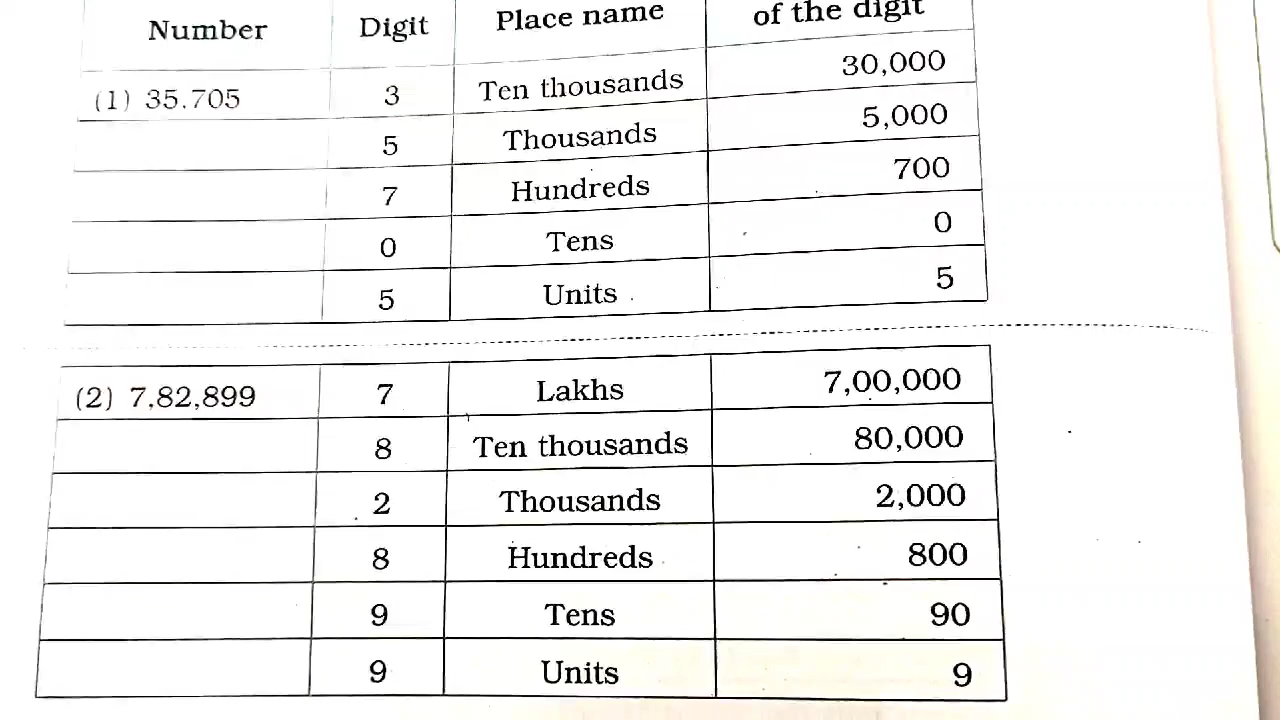 Number Digit Place name of the digit
(1) 35.705 3 Ten thousands 30,000
5 Thousands 5,000
7 Hundreds 700
0 Tens 0
5 Units 5
(2) 7,82,899 7 Lakhs 7,00,000
8 Ten thousands 80,000
2 Thousands 2,000
8 Hundreds 800
9 Tens 90
9 Units 9